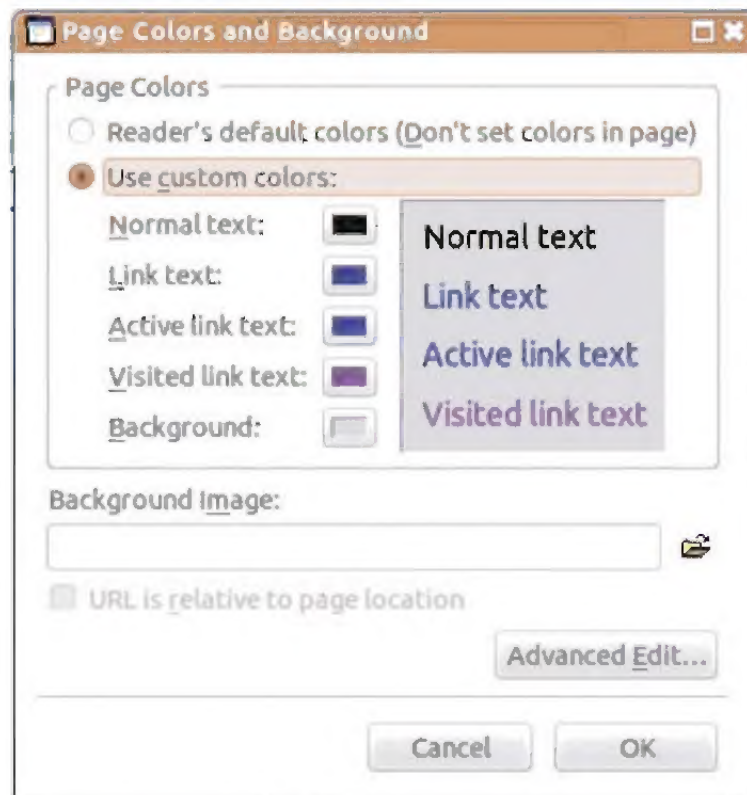 Page Colors and Background
Page Colors
Reader's default colors (Don't set colors in page)
Use custom colors:
Normal text:
Link text:
Active link text:
Visited link text:
Background:
Normal text
Link text
Active link text
Visited link text
Background Image:
URL is relative to page location
Advanced Edit...
Cancel OK